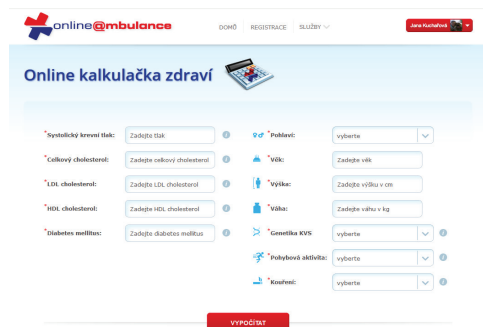 online@mbulance
DOMŮ REGISTRACE SLUŽBY
Jana Kuchařová
Online kalkulačka zdraví
*Systolický krevní tlak: Zadejte tlak
*Celkový cholesterol: Zadejte celkový cholesterol
*LDL cholesterol: Zadejte LDL cholesterol
*HDL cholesterol: Zadejte HDL cholesterol
*Diabetes mellitus: Zadejte diabetes mellitus
*Pohlaví: vyberte
*Věk: Zadejte věk
*Výška: Zadejte výšku v cm
*Váha: Zadejte váhu v kg
*Genetika KVS vyberte
*Pohybová aktivita: vyberte
*Kouření: vyberte
VYPOČÍTAT